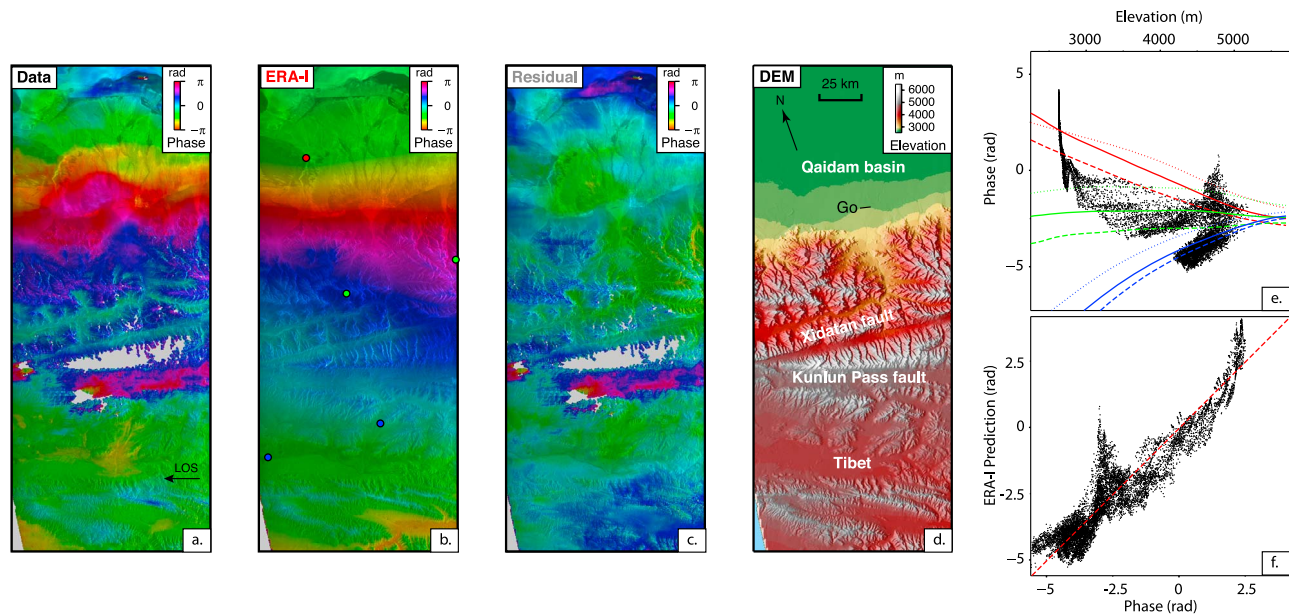 Data
rad
π
0
−π
Phase
a.
LOS
ERA-I
rad
π
0
−π
Phase
b.
Residual
rad
π
0
−π
Phase
c.
DEM
25 km
N
m
6000
5000
4000
3000
Elevation
Qaidam basin
Go
Xidatan fault
Kunlun Pass fault
Tibet
d.
Elevation (m)
3000 4000 5000
5
0
−5
Phase (rad)
e.
2.5
0
-2.5
-5
ERA-I Prediction (rad)
f.
−5 -2.5 0 2.5
Phase (rad)